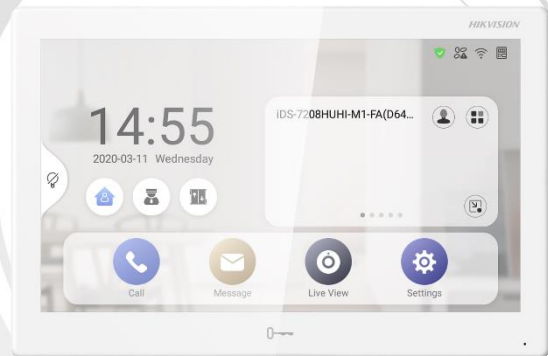 HIKVISION
14:55
2020-03-11 Wednesday
iDS-7208HUHI-M1-FA(D64...
Call
Message
Live View
Settings